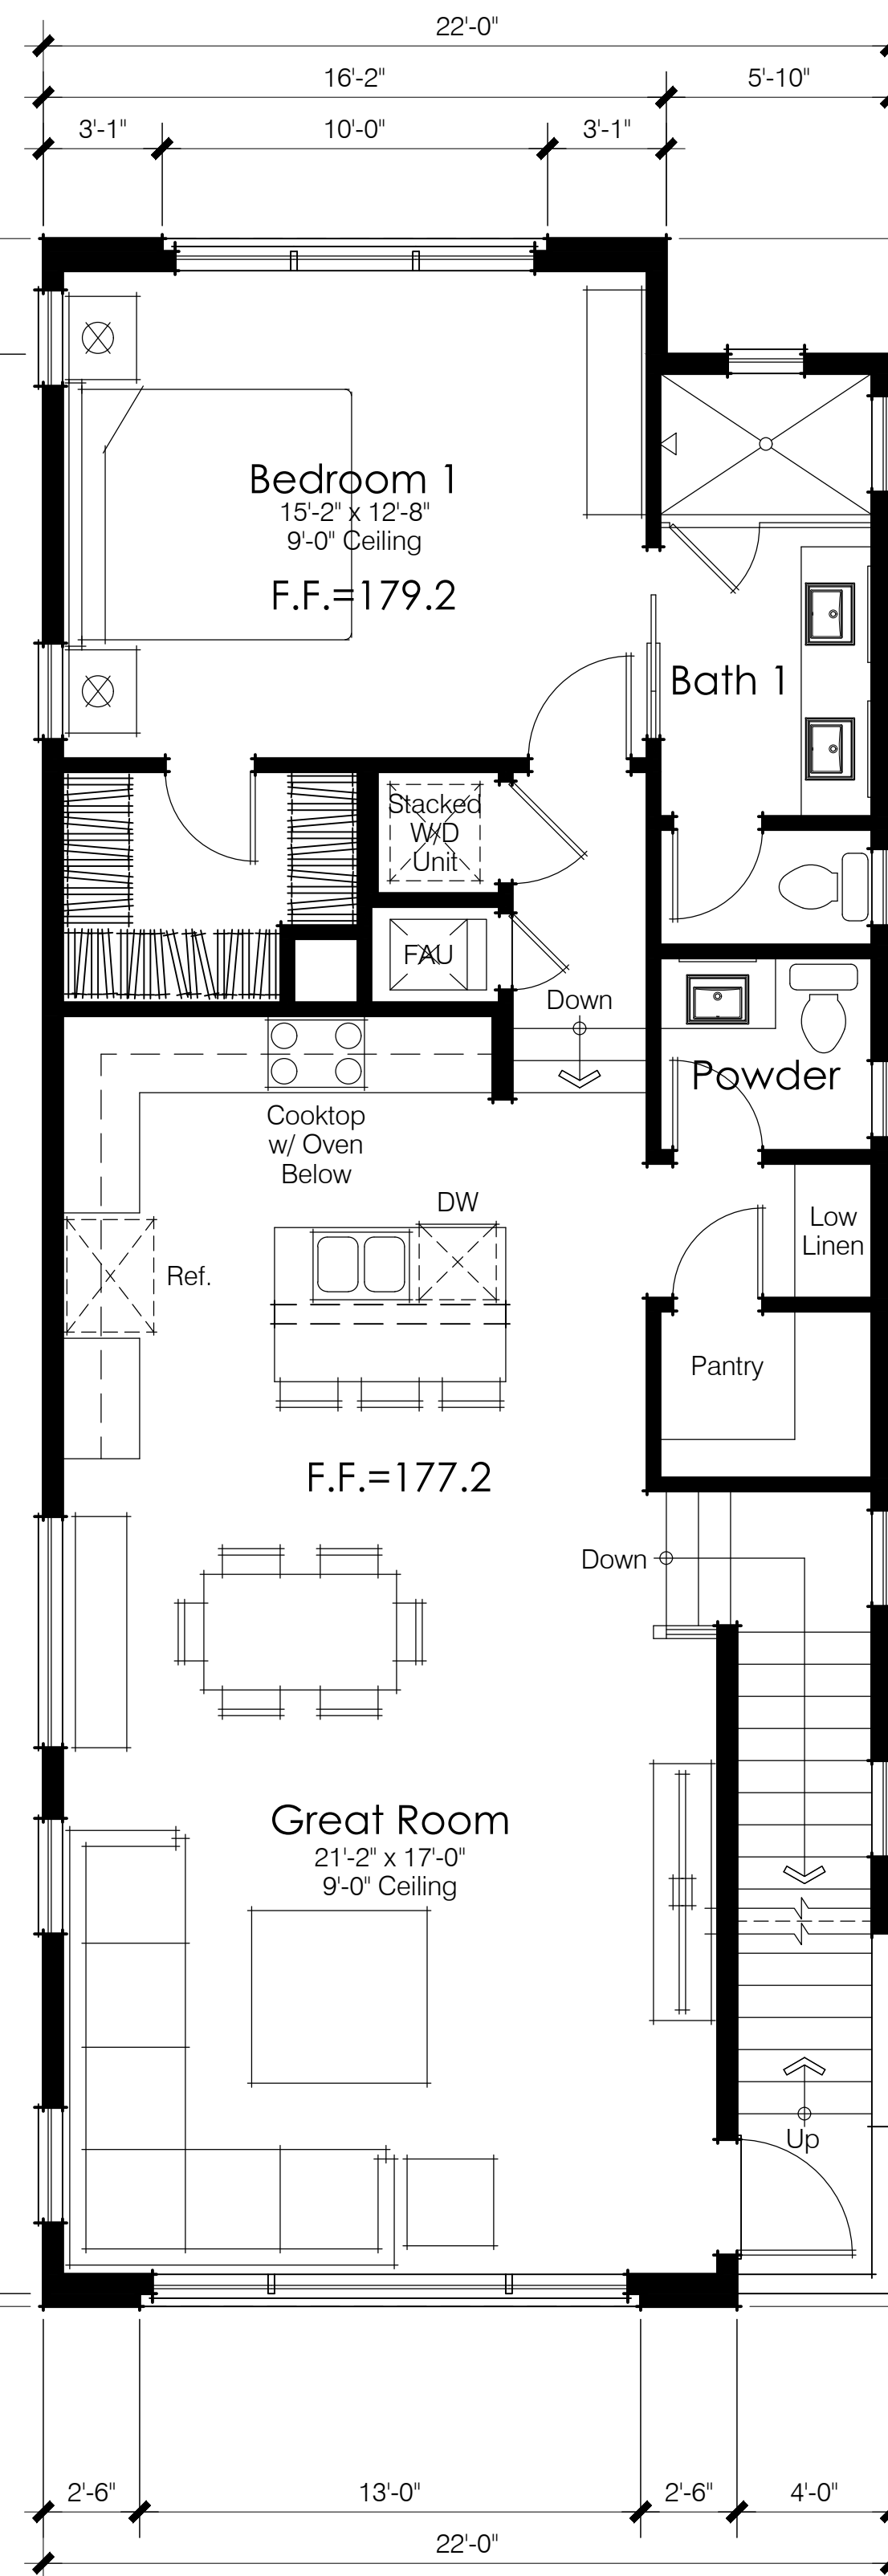 22'-0"
16'-2"
5'-10"
3'-1"
10'-0"
3'-1"
Bedroom 1
15'-2" x 12'-8"
9'-0" Ceiling
F.F.=179.2
Bath 1
Stacked
W/D
Unit
FAU
Down
Powder
Cooktop
w/ Oven
Below
DW
Low
Linen
Ref.
Pantry
F.F.=177.2
Down
Great Room
21'-2" x 17'-0"
9'-0" Ceiling
Up
2'-6"
13'-0"
2'-6"
4'-0"
22'-0"